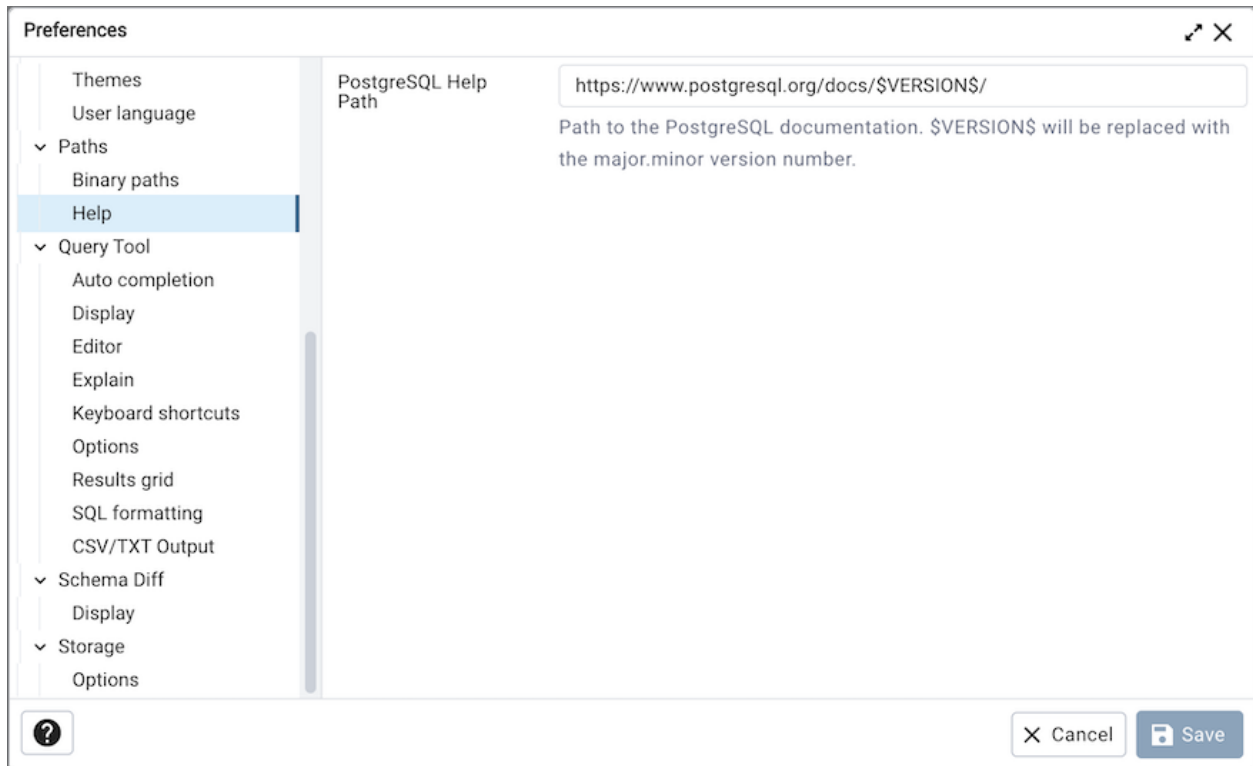 Preferences
Themes
User language
Paths
Binary paths
Help
Query Tool
Auto completion
Display
Editor
Explain
Keyboard shortcuts
Options
Results grid
SQL formatting
CSV/TXT Output
Schema Diff
Display
Storage
Options
PostgreSQL Help
Path
https://www.postgresql.org/docs/$VERSION$/
Path to the PostgreSQL documentation. $VERSION$ will be replaced with
the major.minor version number.
?
Cancel
Save